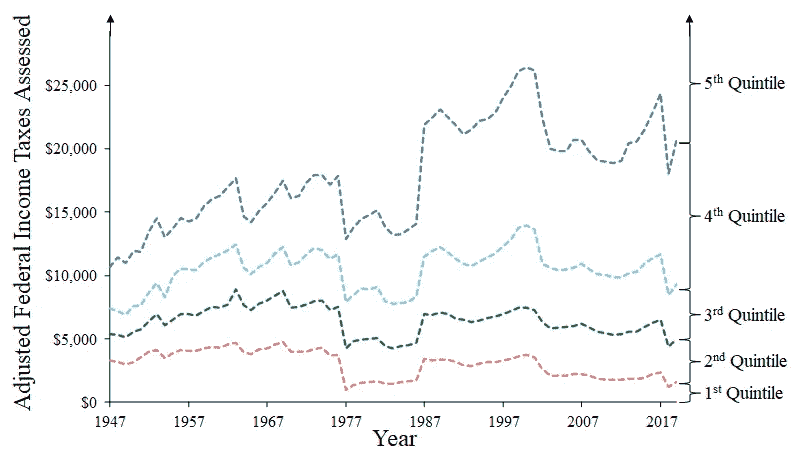 Adjusted Federal Income Taxes Assessed
$25,000
$20,000
$15,000
$10,000
$5,000
$0
1947 1957 1967 1977 1987 1997 2007 2017
Year
5th Quintile
4th Quintile
3rd Quintile
2nd Quintile
1st Quintile